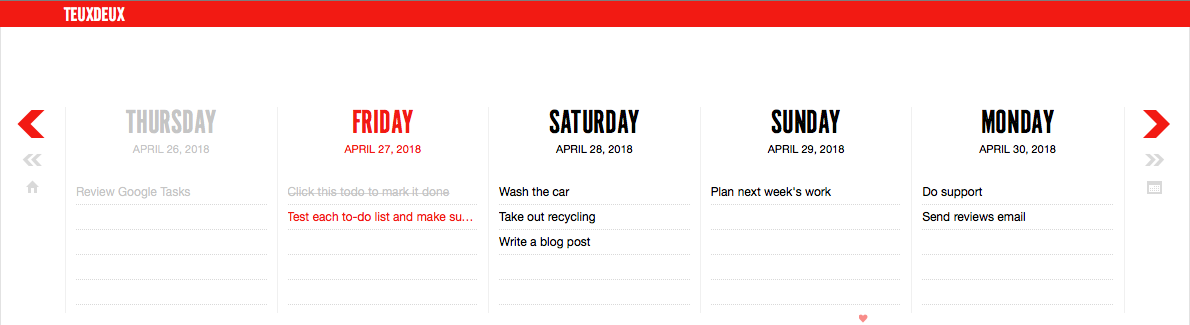 TEUXDEUX
THURSDAY
APRIL 26, 2018
Review Google Tasks
FRIDAY
APRIL 27, 2018
Click this todo to mark it done
Test each to-do list and make su...
SATURDAY
APRIL 28, 2018
Wash the car
Take out recycling
Write a blog post
SUNDAY
APRIL 29, 2018
Plan next week's work
MONDAY
APRIL 30, 2018
Do support
Send reviews email